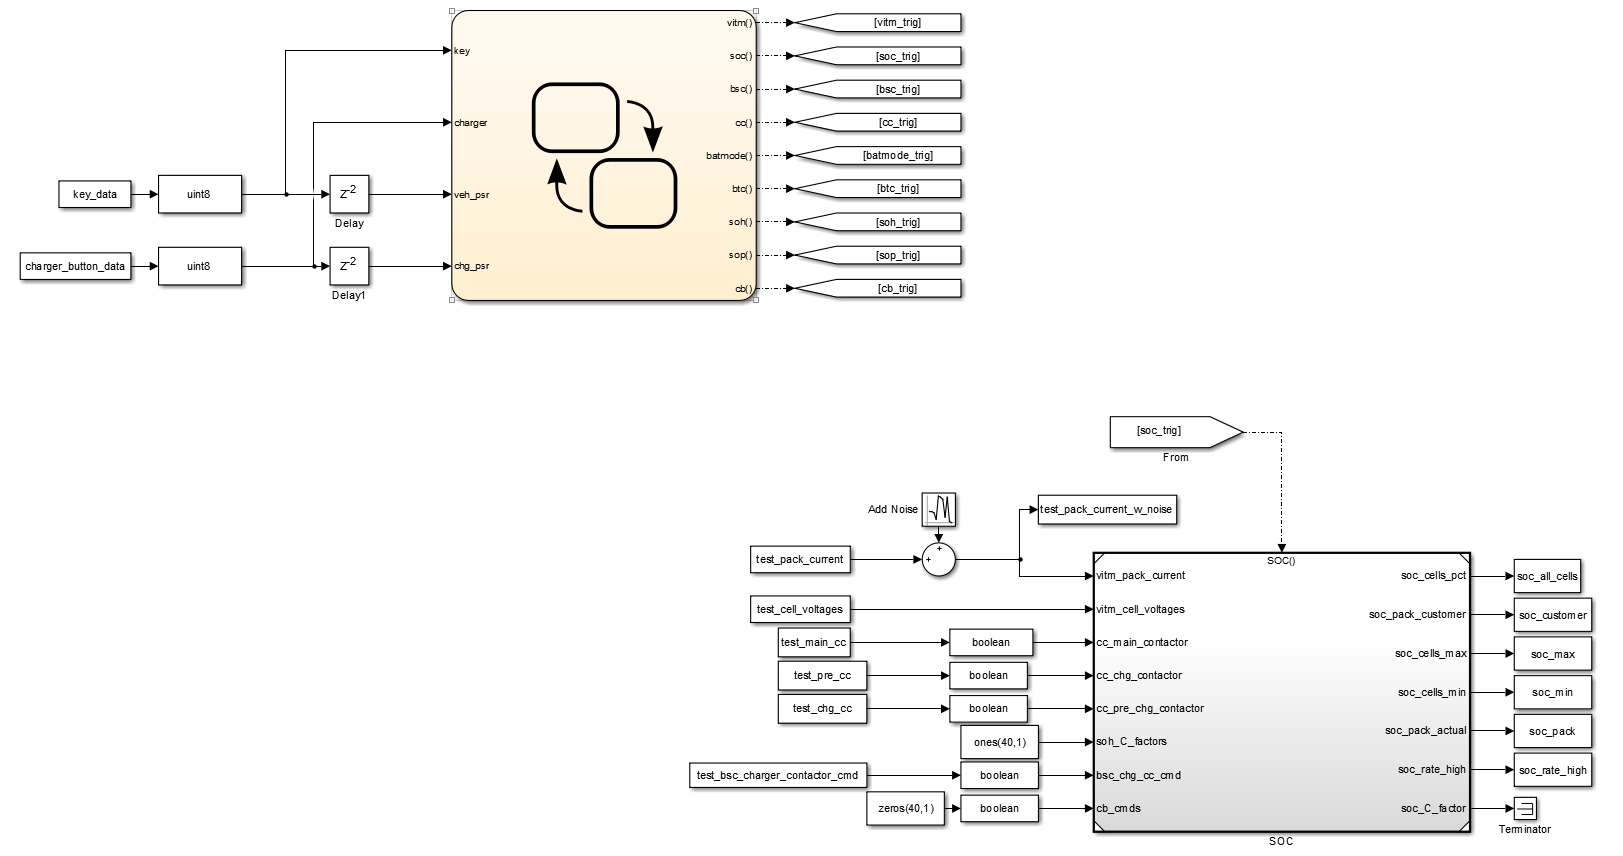 vitm()
[vitm_trig]
key
soc()
[soc_trig]
bsc()
[bsc_trig]
charger
cc()
[cc_trig]
batmode()
[batmode_trig]
key_data
uint8
Z-2
Delay
veh_psr
btc()
[btc_trig]
soh()
[soh_trig]
charger_button_data
uint8
Z-2
Delay1
chg_psr
sop()
[sop_trig]
cb()
[cb_trig]
[soc_trig]
From
Add Noise
test_pack_current_w_noise
test_pack_current
+
+
SOC()
vitm_pack_current
soc_cells_pct
soc_all_cells
test_cell_voltages
vitm_cell_voltages
soc_pack_customer
soc_customer
test_main_cc
boolean
cc_main_contactor
soc_cells_max
soc_max
test_pre_cc
boolean
cc_chg_contactor
soc_cells_min
soc_min
test_chg_cc
boolean
cc_pre_chg_contactor
soc_pack_actual
soc_pack
ones(40,1)
soh_C_factors
soc_rate_high
soc_rate_high
test_bsc_charger_contactor_cmd
boolean
bsc_chg_cc_cmd
zeros(40,1)
boolean
cb_cmds
soc_C_factor
Terminator
SOC